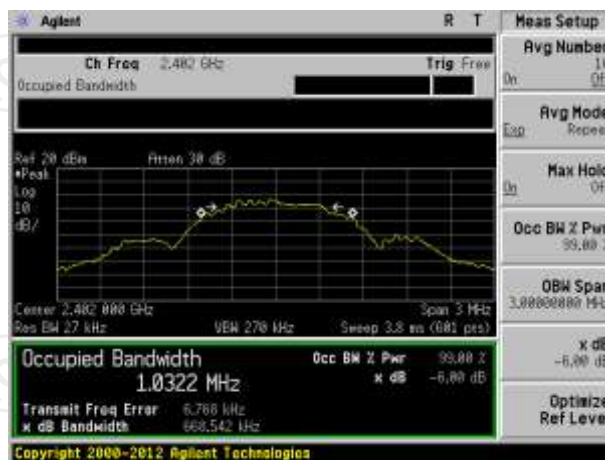 Agilent R T
Ch Freq 2.402 GHz Trig Free
Occupied Bandwidth
Ref 20 dBm Atten 30 dB
Peak
Log
10
dB/
Center 2.402 000 GHz Span 3 MHz
Res BW 27 kHz VBW 270 kHz Sweep 3.8 ms (601 pts)
Occupied Bandwidth Occ BW % Pwr 99.00 %
1.0322 MHz x dB -6.00 dB
Transmit Freq Error 6.768 kHz
x dB Bandwidth 668.542 kHz
Copyright 2000-2012 Agilent Technologies
Meas Setup
Avg Number
10
On Off
Avg Mode
Exp Repeat
Max Hold
On Off
Occ BW % Pwr
99.00 %
OBW Span
3.00000000 MHz
x dB
-6.00 dB
Optimize
Ref Level